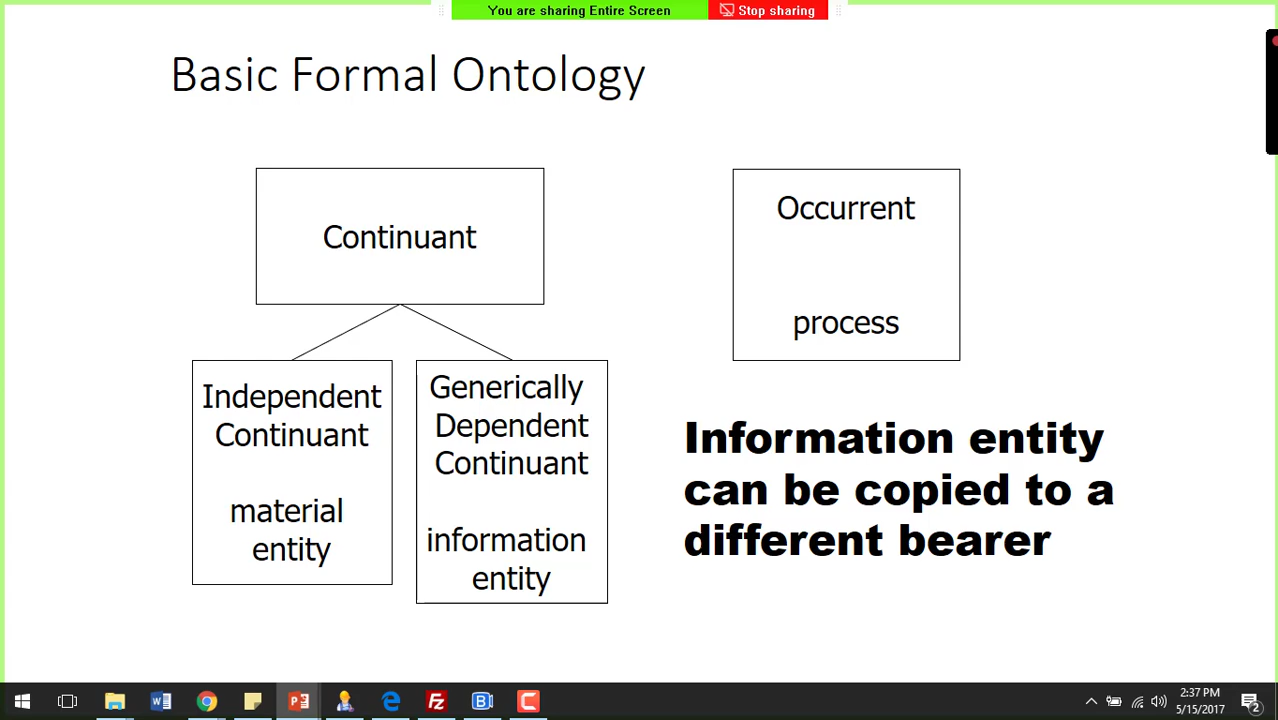 You are sharing Entire Screen
Stop sharing
Basic Formal Ontology
Continuant
Occurrent
process
Independent
Continuant
material
entity
Generically
Dependent
Continuant
information
entity
Information entity
can be copied to a
different bearer
2:37 PM
5/15/2017
2